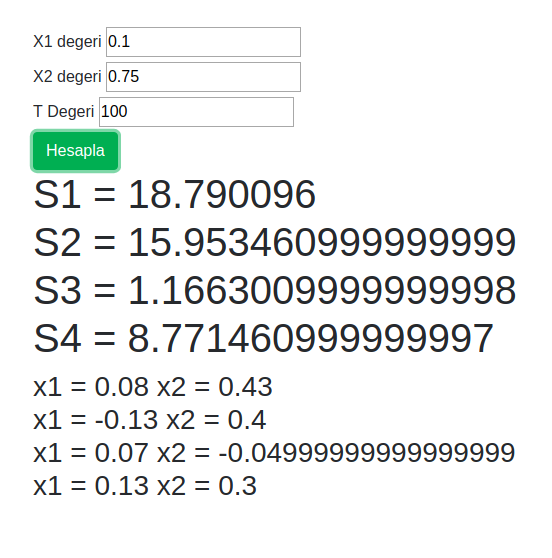 X1 degeri 0.1
X2 degeri 0.75
T Degeri 100
Hesapla
S1 = 18.790096
S2 = 15.953460999999999
S3 = 1.1663009999999998
S4 = 8.771460999999997
x1 = 0.08 x2 = 0.43
x1 = -0.13 x2 = 0.4
x1 = 0.07 x2 = -0.04999999999999999
x1 = 0.13 x2 = 0.3